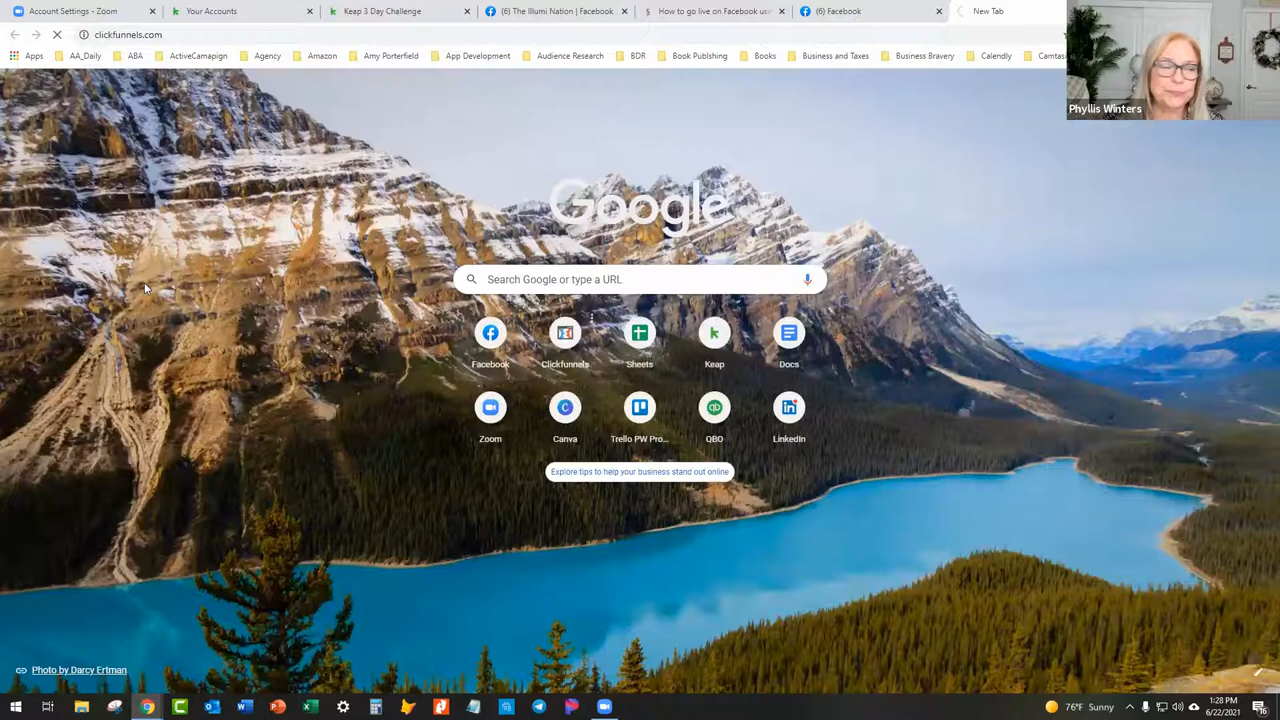 Account Settings - Zoom
Your Accounts
Keap 3 Day Challenge
(6) The Illumi Nation | Facebook
How to go live on Facebook us
(6) Facebook
New Tab
clickfunnels.com
Apps
AA_Daily
ABA
ActiveCamapign
Agency
Amazon
Amy Porterfield
App Development
Audience Research
BDR
Book Publishing
Books
Business and Taxes
Business Bravery
Calendly
Camtas
Phyllis Winters
Google
Search Google or type a URL
Facebook
Clickfunnels
Sheets
Keap
Docs
Zoom
Canva
Trello PW Pro...
QBO
LinkedIn
Explore tips to help your business stand out online
Photo by Darcy Ertman
76°F Sunny
1:28 PM
6/22/2021